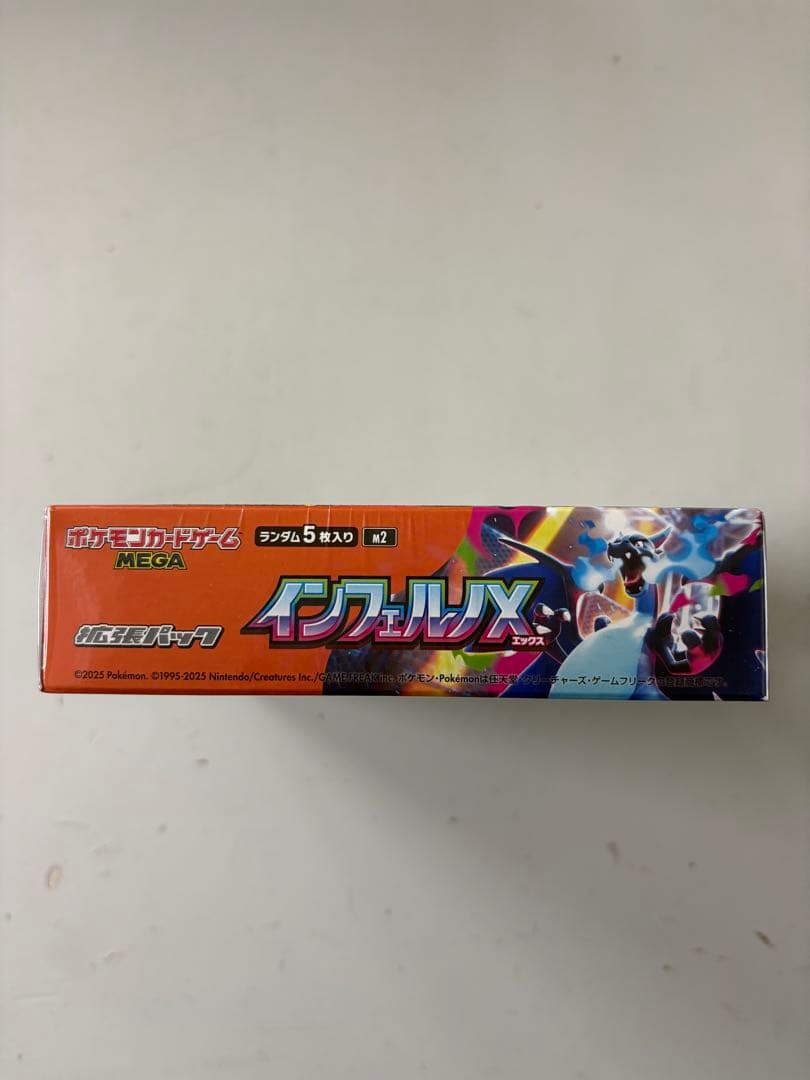 ポケモンカードゲーム
MEGA
ランダム5枚入り M2
拡張パック
インフェルノX
エックス
©2025 Pokémon. ©1995-2025 Nintendo/Creatures Inc./GAME FREAK inc. ポケモン・Pokémonは任天堂・クリーチャーズ・ゲームフリークの登録商標です。